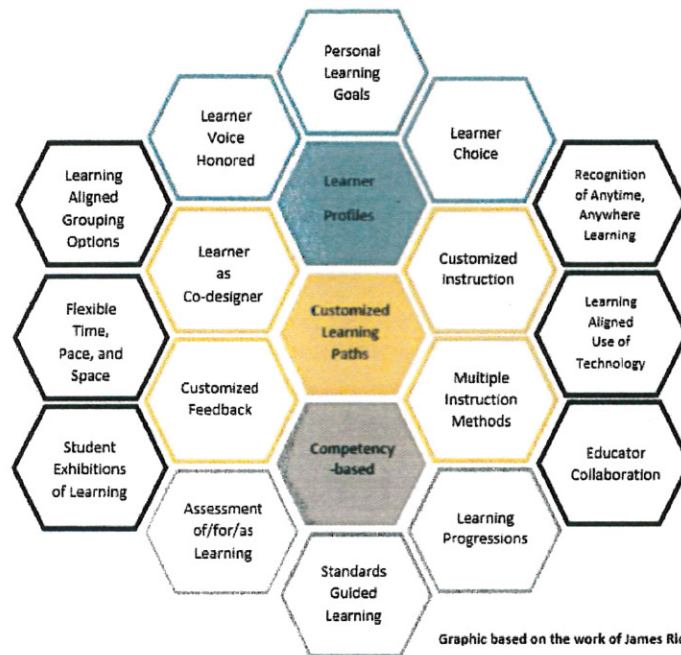 Personal
Learning
Goals
Learner
Voice
Honored
Learner
Choice
Learning
Aligned
Grouping
Options
Learner
Profiles
Recognition
of Anytime,
Anywhere
Learning
Learner
as
Co-designer
Customized
Instruction
Flexible
Time,
Pace, and
Space
Customized
Learning
Paths
Learning
Aligned
Use of
Technology
Customized
Feedback
Multiple
Instruction
Methods
Student
Exhibitions
of Learning
Competency
-based
Educator
Collaboration
Assessment
of/for/as
Learning
Learning
Progressions
Standards
Guided
Learning
Graphic based on the work of James